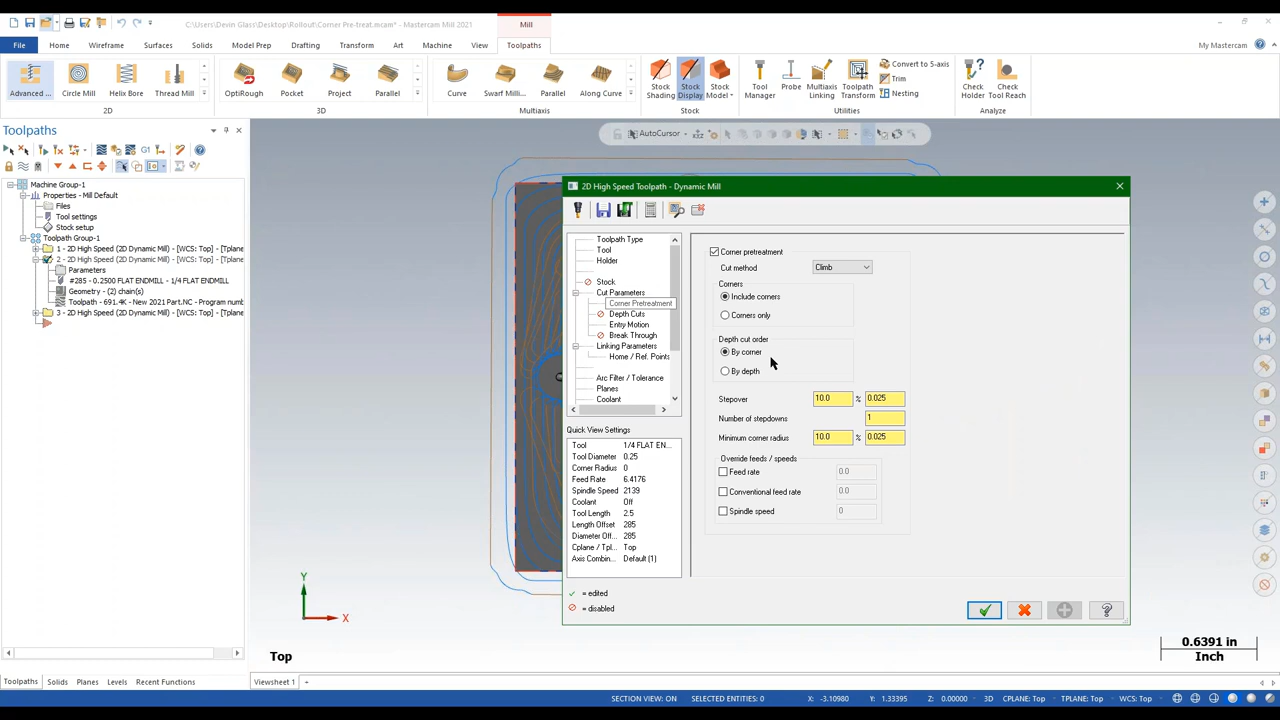 C:\Users\Devin Glass\Desktop\Rollout\Corner Pre-treat.mcam* - Mastercam Mill 2021
Mill
File Home Wireframe Surfaces Solids Model Prep Drafting Transform Art Machine View Toolpaths My Mastercam
Advanced ... Circle Mill Helix Bore Thread Mill
2D
OptiRough Pocket Project Parallel
3D
Curve Swarf Milli... Parallel Along Curve
Multiaxis
Stock Shading Stock Display Stock Model
Stock
Tool Manager Probe Multiaxis Linking Toolpath Transform Convert to 5-axis
Trim
Nesting
Utilities
Check Holder Check Tool Reach
Analyze
Toolpaths
AutoCursor
G1
Machine Group-1
Properties - Mill Default
Files
Tool settings
Stock setup
Toolpath Group-1
1 - 2D High Speed (2D Dynamic Mill) - [WCS: Top] - [Tplane
2 - 2D High Speed (2D Dynamic Mill) - [WCS: Top] - [Tplane
Parameters
#285 - 0.2500 FLAT ENDMILL - 1/4 FLAT ENDMILL
Geometry - (2) chain(s)
Toolpath - 691.4K - New 2021 Part.NC - Program numb
3 - 2D High Speed (2D Dynamic Mill) - [WCS: Top] - [Tplane
2D High Speed Toolpath - Dynamic Mill
Toolpath Type
Tool
Holder
Stock
Cut Parameters
Corner Pretreatment
Depth Cuts
Entry Motion
Break Through
Linking Parameters
Home / Ref. Points
Arc Filter / Tolerance
Planes
Coolant
Quick View Settings
Tool 1/4 FLAT EN...
Tool Diameter 0.25
Corner Radius 0
Feed Rate 6.4176
Spindle Speed 2139
Coolant Off
Tool Length 2.5
Length Offset 285
Diameter Off... 285
Cplane / Tpl... Top
Axis Combin... Default (1)
= edited
= disabled
Corner pretreatment
Cut method Climb
Corners
Include corners
Corners only
Depth cut order
By corner
By depth
Stepover 10.0 % 0.025
Number of stepdowns 1
Minimum corner radius 10.0 % 0.025
Override feeds / speeds
Feed rate 0.0
Conventional feed rate 0.0
Spindle speed 0
Y
X
Top
0.6391 in
Inch
Toolpaths Solids Planes Levels Recent Functions
Viewsheet 1 +
SECTION VIEW: ON SELECTED ENTITIES: 0 X: -3.10980 Y: 1.33395 Z: 0.00000 3D CPLANE: Top TPLANE: Top WCS: Top